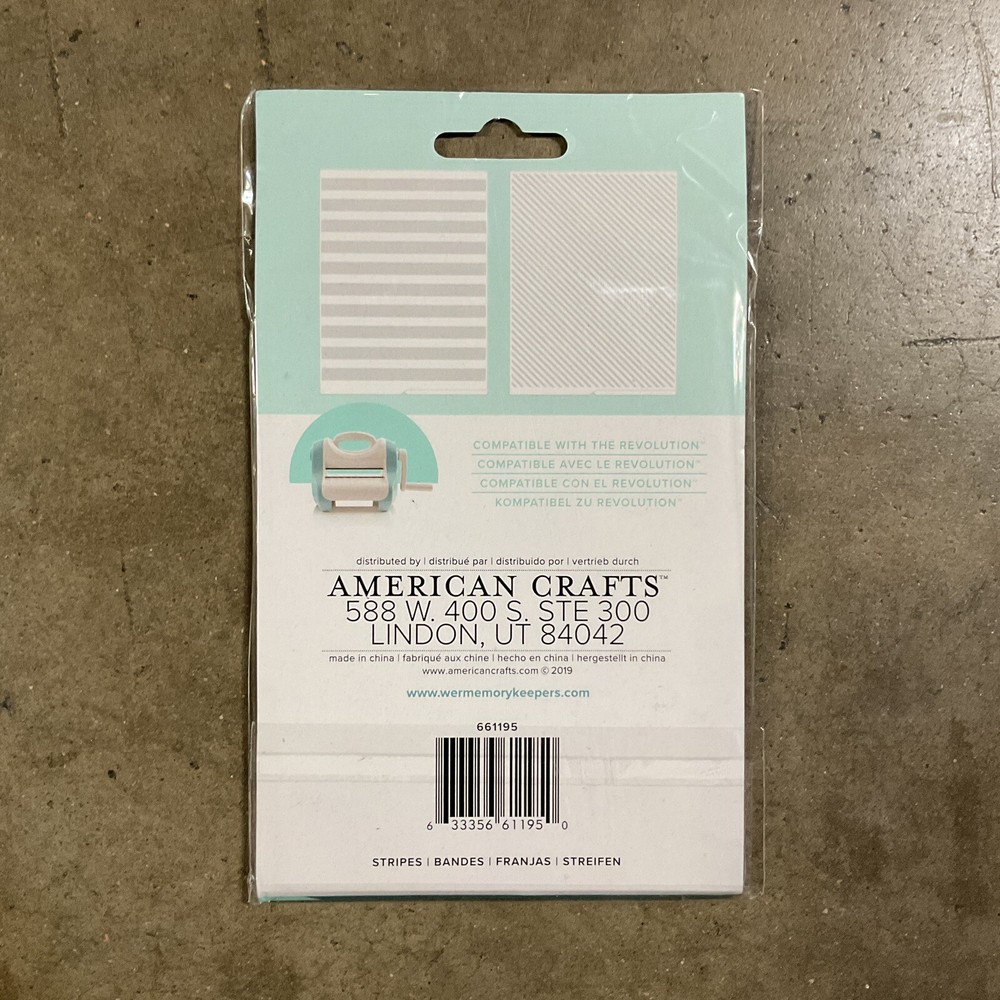 COMPATIBLE WITH THE REVOLUTION™
COMPATIBLE AVEC LE REVOLUTION™
COMPATIBLE CON EL REVOLUTION™
KOMPATIBEL ZU REVOLUTION™
distributed by | distribué par | distribuido por | vertrieb durch
AMERICAN CRAFTS™
588 W. 400 S. STE 300
LINDON, UT 84042
made in china | fabriqué aux chine | hecho en china | hergestellt in china
www.americancrafts.com © 2019
www.wermemorykeepers.com
661195
6 33356 61195 0
STRIPES | BANDES | FRANJAS | STREIFEN